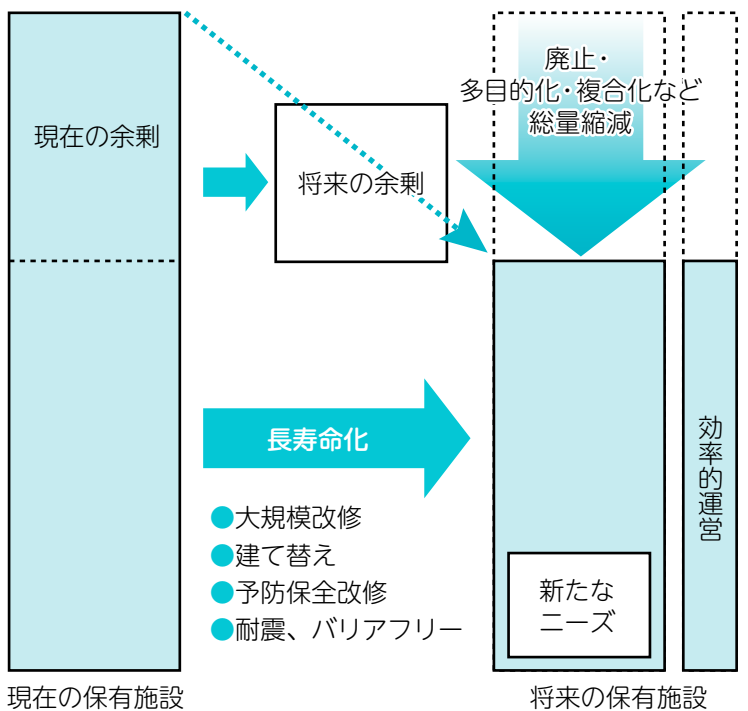 現在の余剰
将来の余剰
廃止・
多目的化・複合化など
総量縮減
長寿命化
●大規模改修
●建て替え
●予防保全改修
●耐震、バリアフリー
新たな
ニーズ
効率的運営
現在の保有施設
将来の保有施設